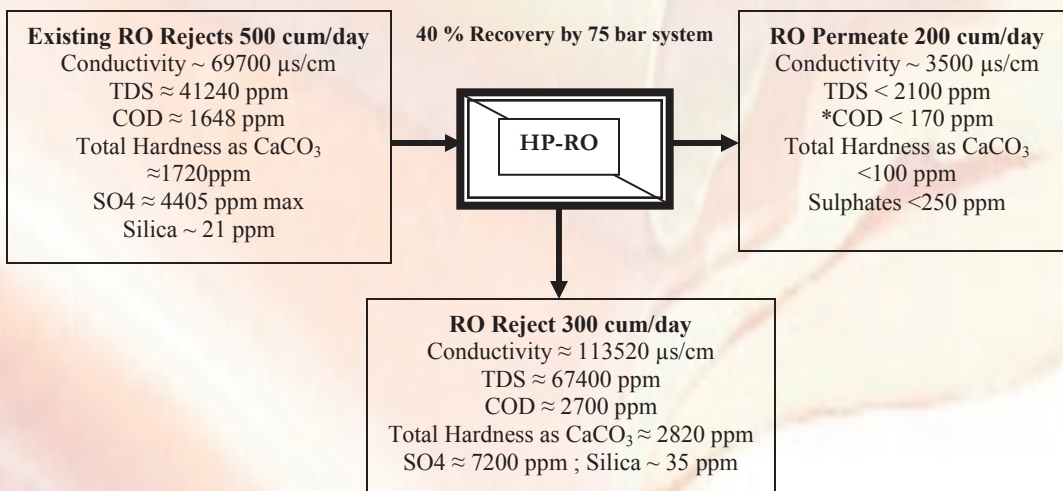 Existing RO Rejects 500 cum/day
Conductivity ~ 69700 µs/cm
TDS ≈ 41240 ppm
COD ≈ 1648 ppm
Total Hardness as CaCO₃
≈1720ppm
SO4 ≈ 4405 ppm max
Silica ~ 21 ppm
40 % Recovery by 75 bar system
HP-RO
RO Permeate 200 cum/day
Conductivity ~ 3500 µs/cm
TDS < 2100 ppm
*COD < 170 ppm
Total Hardness as CaCO₃
<100 ppm
Sulphates <250 ppm
RO Reject 300 cum/day
Conductivity ≈ 113520 µs/cm
TDS ≈ 67400 ppm
COD ≈ 2700 ppm
Total Hardness as CaCO₃ ≈ 2820 ppm
SO4 ≈ 7200 ppm ; Silica ~ 35 ppm